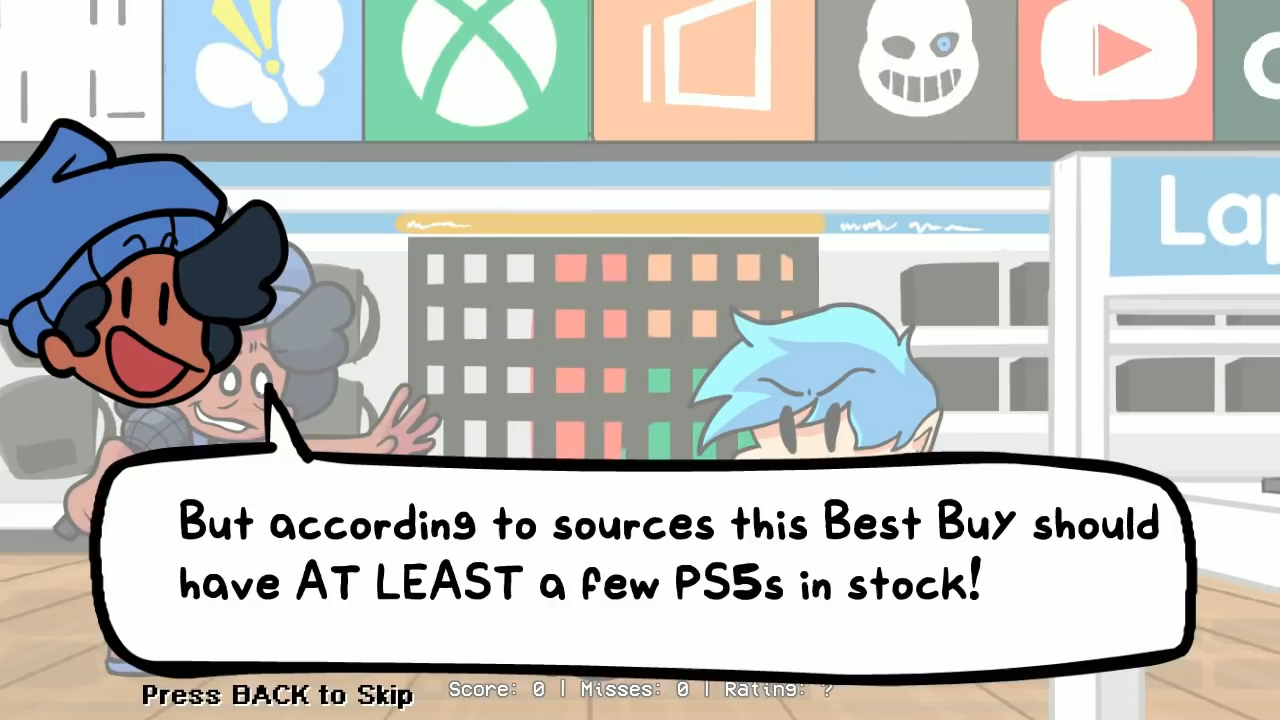 Lap
But according to sources this Best Buy should
have AT LEAST a few PS5s in stock!
Press BACK to Skip
Score: 0 | Misses: 0 | Rating: ?